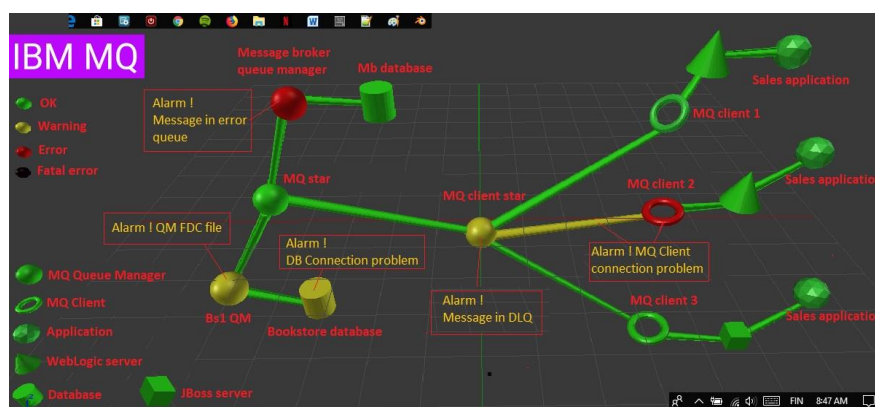 IBM MQ
OK
Warning
Error
Fatal error
Message broker
queue manager
Mb database
Alarm !
Message in error
queue
MQ star
Alarm ! QM FDC file
Alarm !
DB Connection problem
Bs1 QM
Bookstore database
MQ client star
Alarm !
Message in DLQ
MQ client 1
Sales application
MQ client 2
Sales applicatio
Alarm ! MQ Client
connection problem
MQ client 3
Sales applicatio
MQ Queue Manager
MQ Client
Application
WebLogic server
Database
JBoss server
FIN
8:47 AM